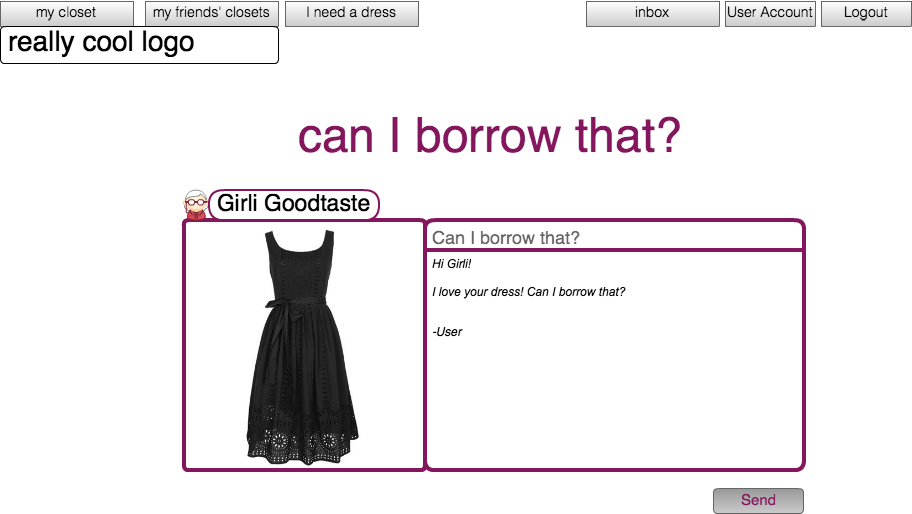 my closet
my friends' closets
I need a dress
inbox
User Account
Logout
really cool logo
can I borrow that?
Girli Goodtaste
Can I borrow that?
Hi Girli!
I love your dress! Can I borrow that?
-User
Send